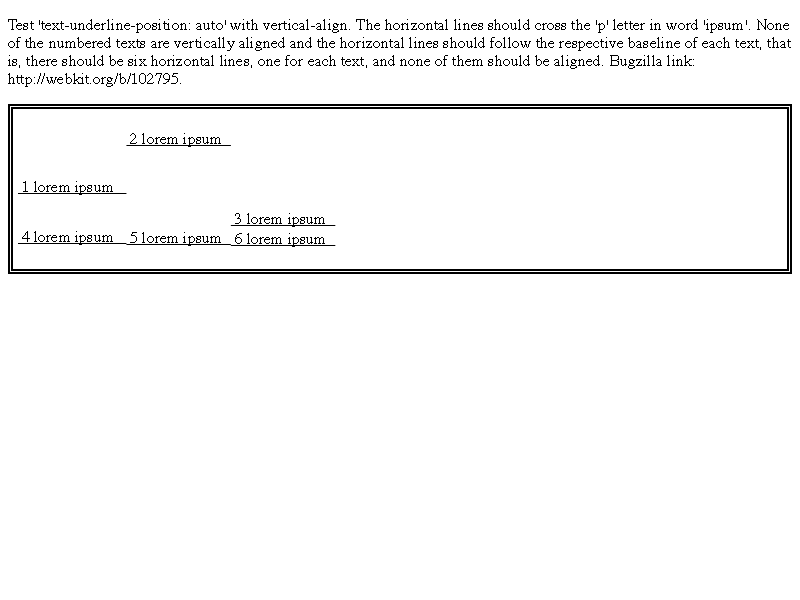 Test 'text-underline-position: auto' with vertical-align. The horizontal lines should cross the 'p' letter in word 'ipsum'. None
of the numbered texts are vertically aligned and the horizontal lines should follow the respective baseline of each text, that
is, there should be six horizontal lines, one for each text, and none of them should be aligned. Bugzilla link:
http://webkit.org/b/102795.
2 lorem ipsum
1 lorem ipsum
3 lorem ipsum
4 lorem ipsum 5 lorem ipsum 6 lorem ipsum